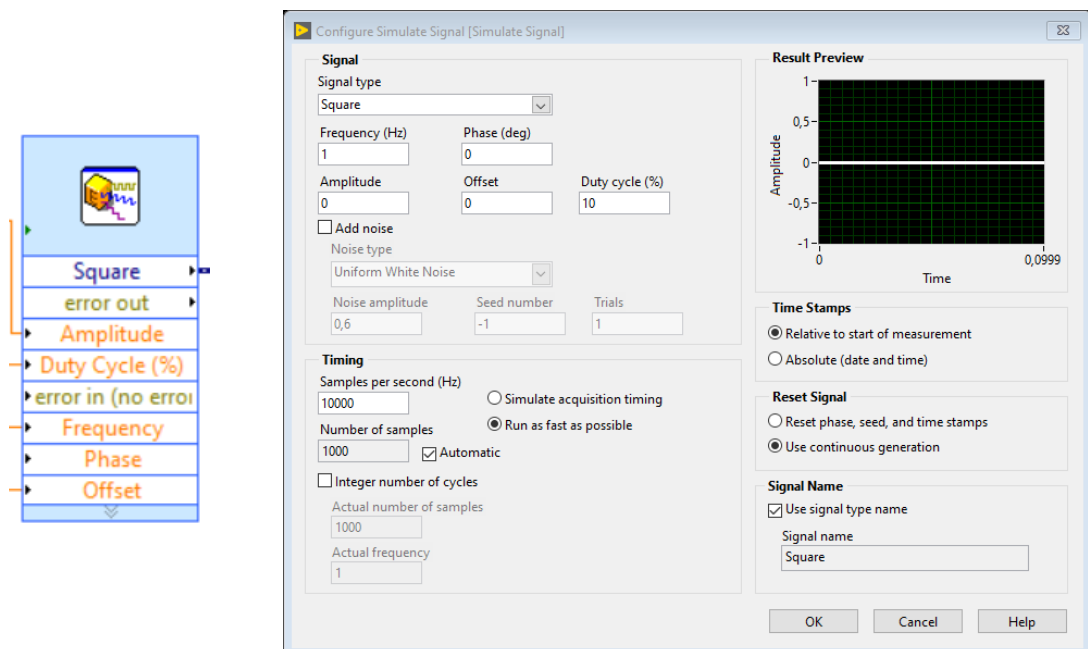 Square
error out
Amplitude
Duty Cycle (%)
error in (no erro
Frequency
Phase
Offset
Configure Simulate Signal [Simulate Signal]
Signal
Signal type
Square
Frequency (Hz) Phase (deg)
1 0
Amplitude Offset Duty cycle (%)
0 0 10
Add noise
Noise type
Uniform White Noise
Noise amplitude Seed number Trials
0,6 -1 1
Timing
Samples per second (Hz)
10000
Simulate acquisition timing
Run as fast as possible
Number of samples
1000 Automatic
Integer number of cycles
Actual number of samples
1000
Actual frequency
1
Result Preview
Amplitude
1
0,5
0
-0,5
-1
0 0,0999
Time
Time Stamps
Relative to start of measurement
Absolute (date and time)
Reset Signal
Reset phase, seed, and time stamps
Use continuous generation
Signal Name
Use signal type name
Signal name
Square
OK Cancel Help